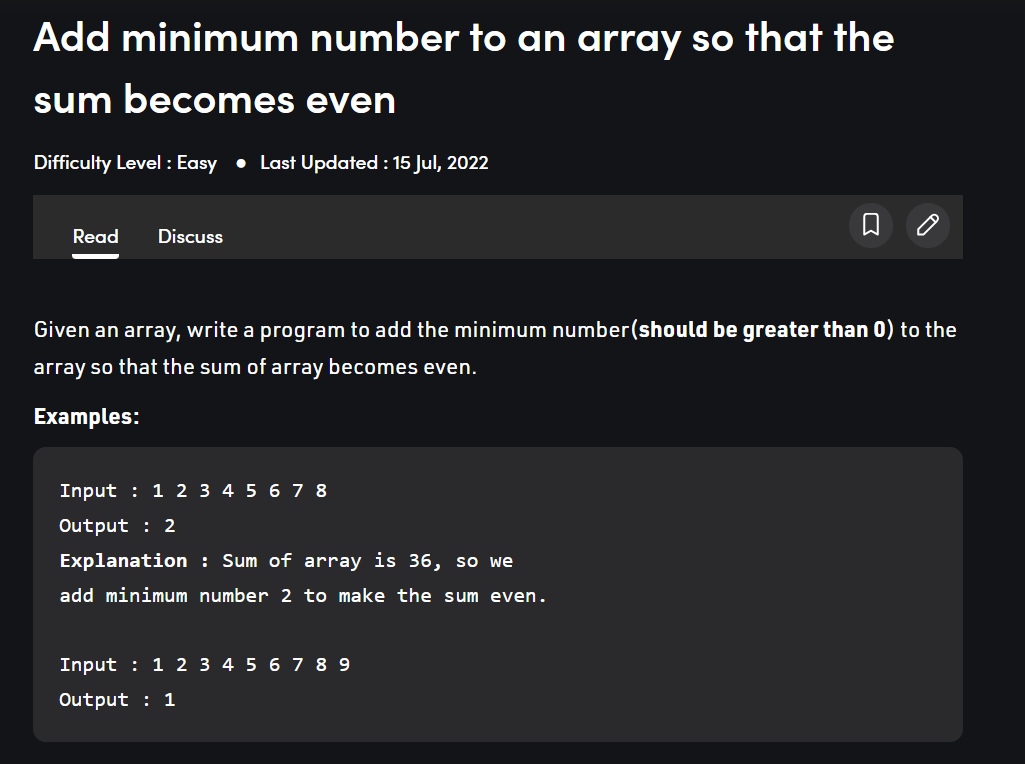 Add minimum number to an array so that the
sum becomes even
Difficulty Level : Easy ● Last Updated : 15 Jul, 2022
Read Discuss
Given an array, write a program to add the minimum number(should be greater than 0) to the
array so that the sum of array becomes even.
Examples:
Input : 1 2 3 4 5 6 7 8
Output : 2
Explanation : Sum of array is 36, so we
add minimum number 2 to make the sum even.
Input : 1 2 3 4 5 6 7 8 9
Output : 1